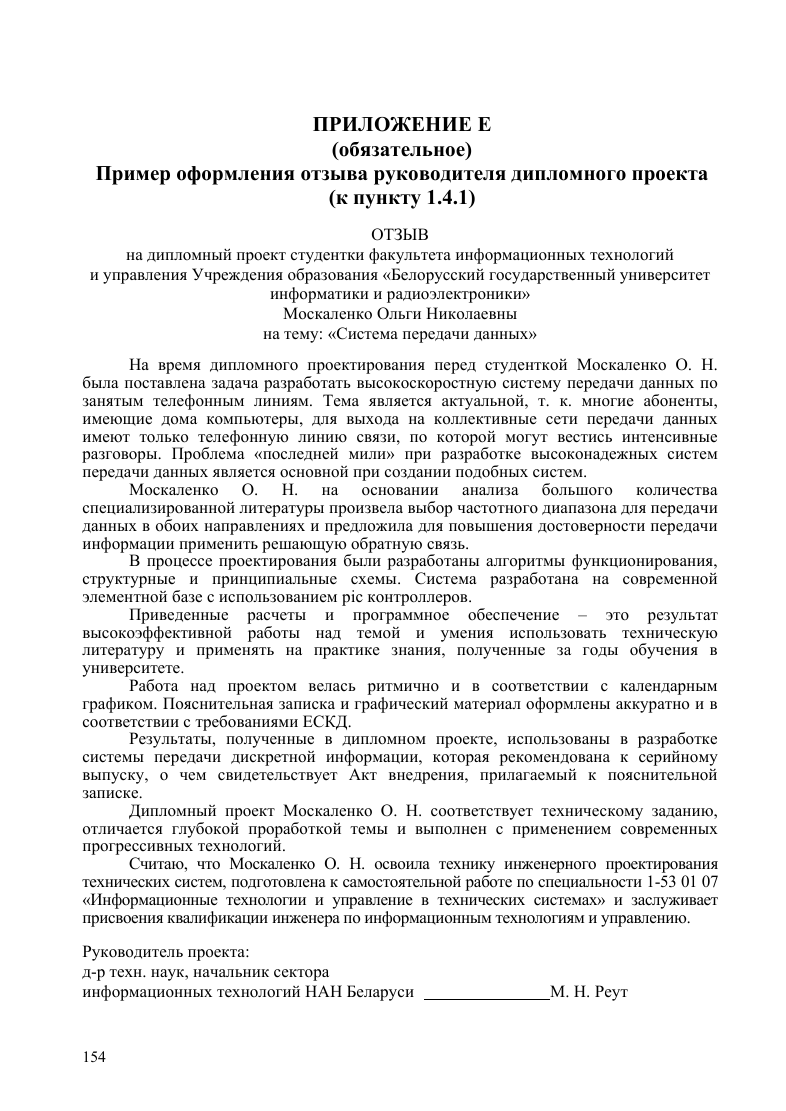 ПРИЛОЖЕНИЕ Е
(обязательное)
Пример оформления отзыва руководителя дипломного проекта
(к пункту 1.4.1)
ОТЗЫВ
на дипломный проект студентки факультета информационных технологий
и управления Учреждения образования «Белорусский государственный университет
информатики и радиоэлектроники»
Москаленко Ольги Николаевны
на тему: «Система передачи данных»
На время дипломного проектирования перед студенткой Москаленко О. Н.
была поставлена задача разработать высокоскоростную систему передачи данных по
занятым телефонным линиям. Тема является актуальной, т. к. многие абоненты,
имеющие дома компьютеры, для выхода на коллективные сети передачи данных
имеют только телефонную линию связи, по которой могут вестись интенсивные
разговоры. Проблема «последней мили» при разработке высоконадежных систем
передачи данных является основной при создании подобных систем.
Москаленко О. Н. на основании анализа большого количества
специализированной литературы произвела выбор частотного диапазона для передачи
данных в обоих направлениях и предложила для повышения достоверности передачи
информации применить решающую обратную связь.
В процессе проектирования были разработаны алгоритмы функционирования,
структурные и принципиальные схемы. Система разработана на современной
элементной базе с использованием pic контроллеров.
Приведенные расчеты и программное обеспечение – это результат
высокоэффективной работы над темой и умения использовать техническую
литературу и применять на практике знания, полученные за годы обучения в
университете.
Работа над проектом велась ритмично и в соответствии с календарным
графиком. Пояснительная записка и графический материал оформлены аккуратно и в
соответствии с требованиями ЕСКД.
Результаты, полученные в дипломном проекте, использованы в разработке
системы передачи дискретной информации, которая рекомендована к серийному
выпуску, о чем свидетельствует Акт внедрения, прилагаемый к пояснительной
записке.
Дипломный проект Москаленко О. Н. соответствует техническому заданию,
отличается глубокой проработкой темы и выполнен с применением современных
прогрессивных технологий.
Считаю, что Москаленко О. Н. освоила технику инженерного проектирования
технических систем, подготовлена к самостоятельной работе по специальности 1-53 01 07
«Информационные технологии и управление в технических системах» и заслуживает
присвоения квалификации инженера по информационным технологиям и управлению.
Руководитель проекта:
д-р техн. наук, начальник сектора
информационных технологий НАН Беларуси _______________М. Н. Реут
154